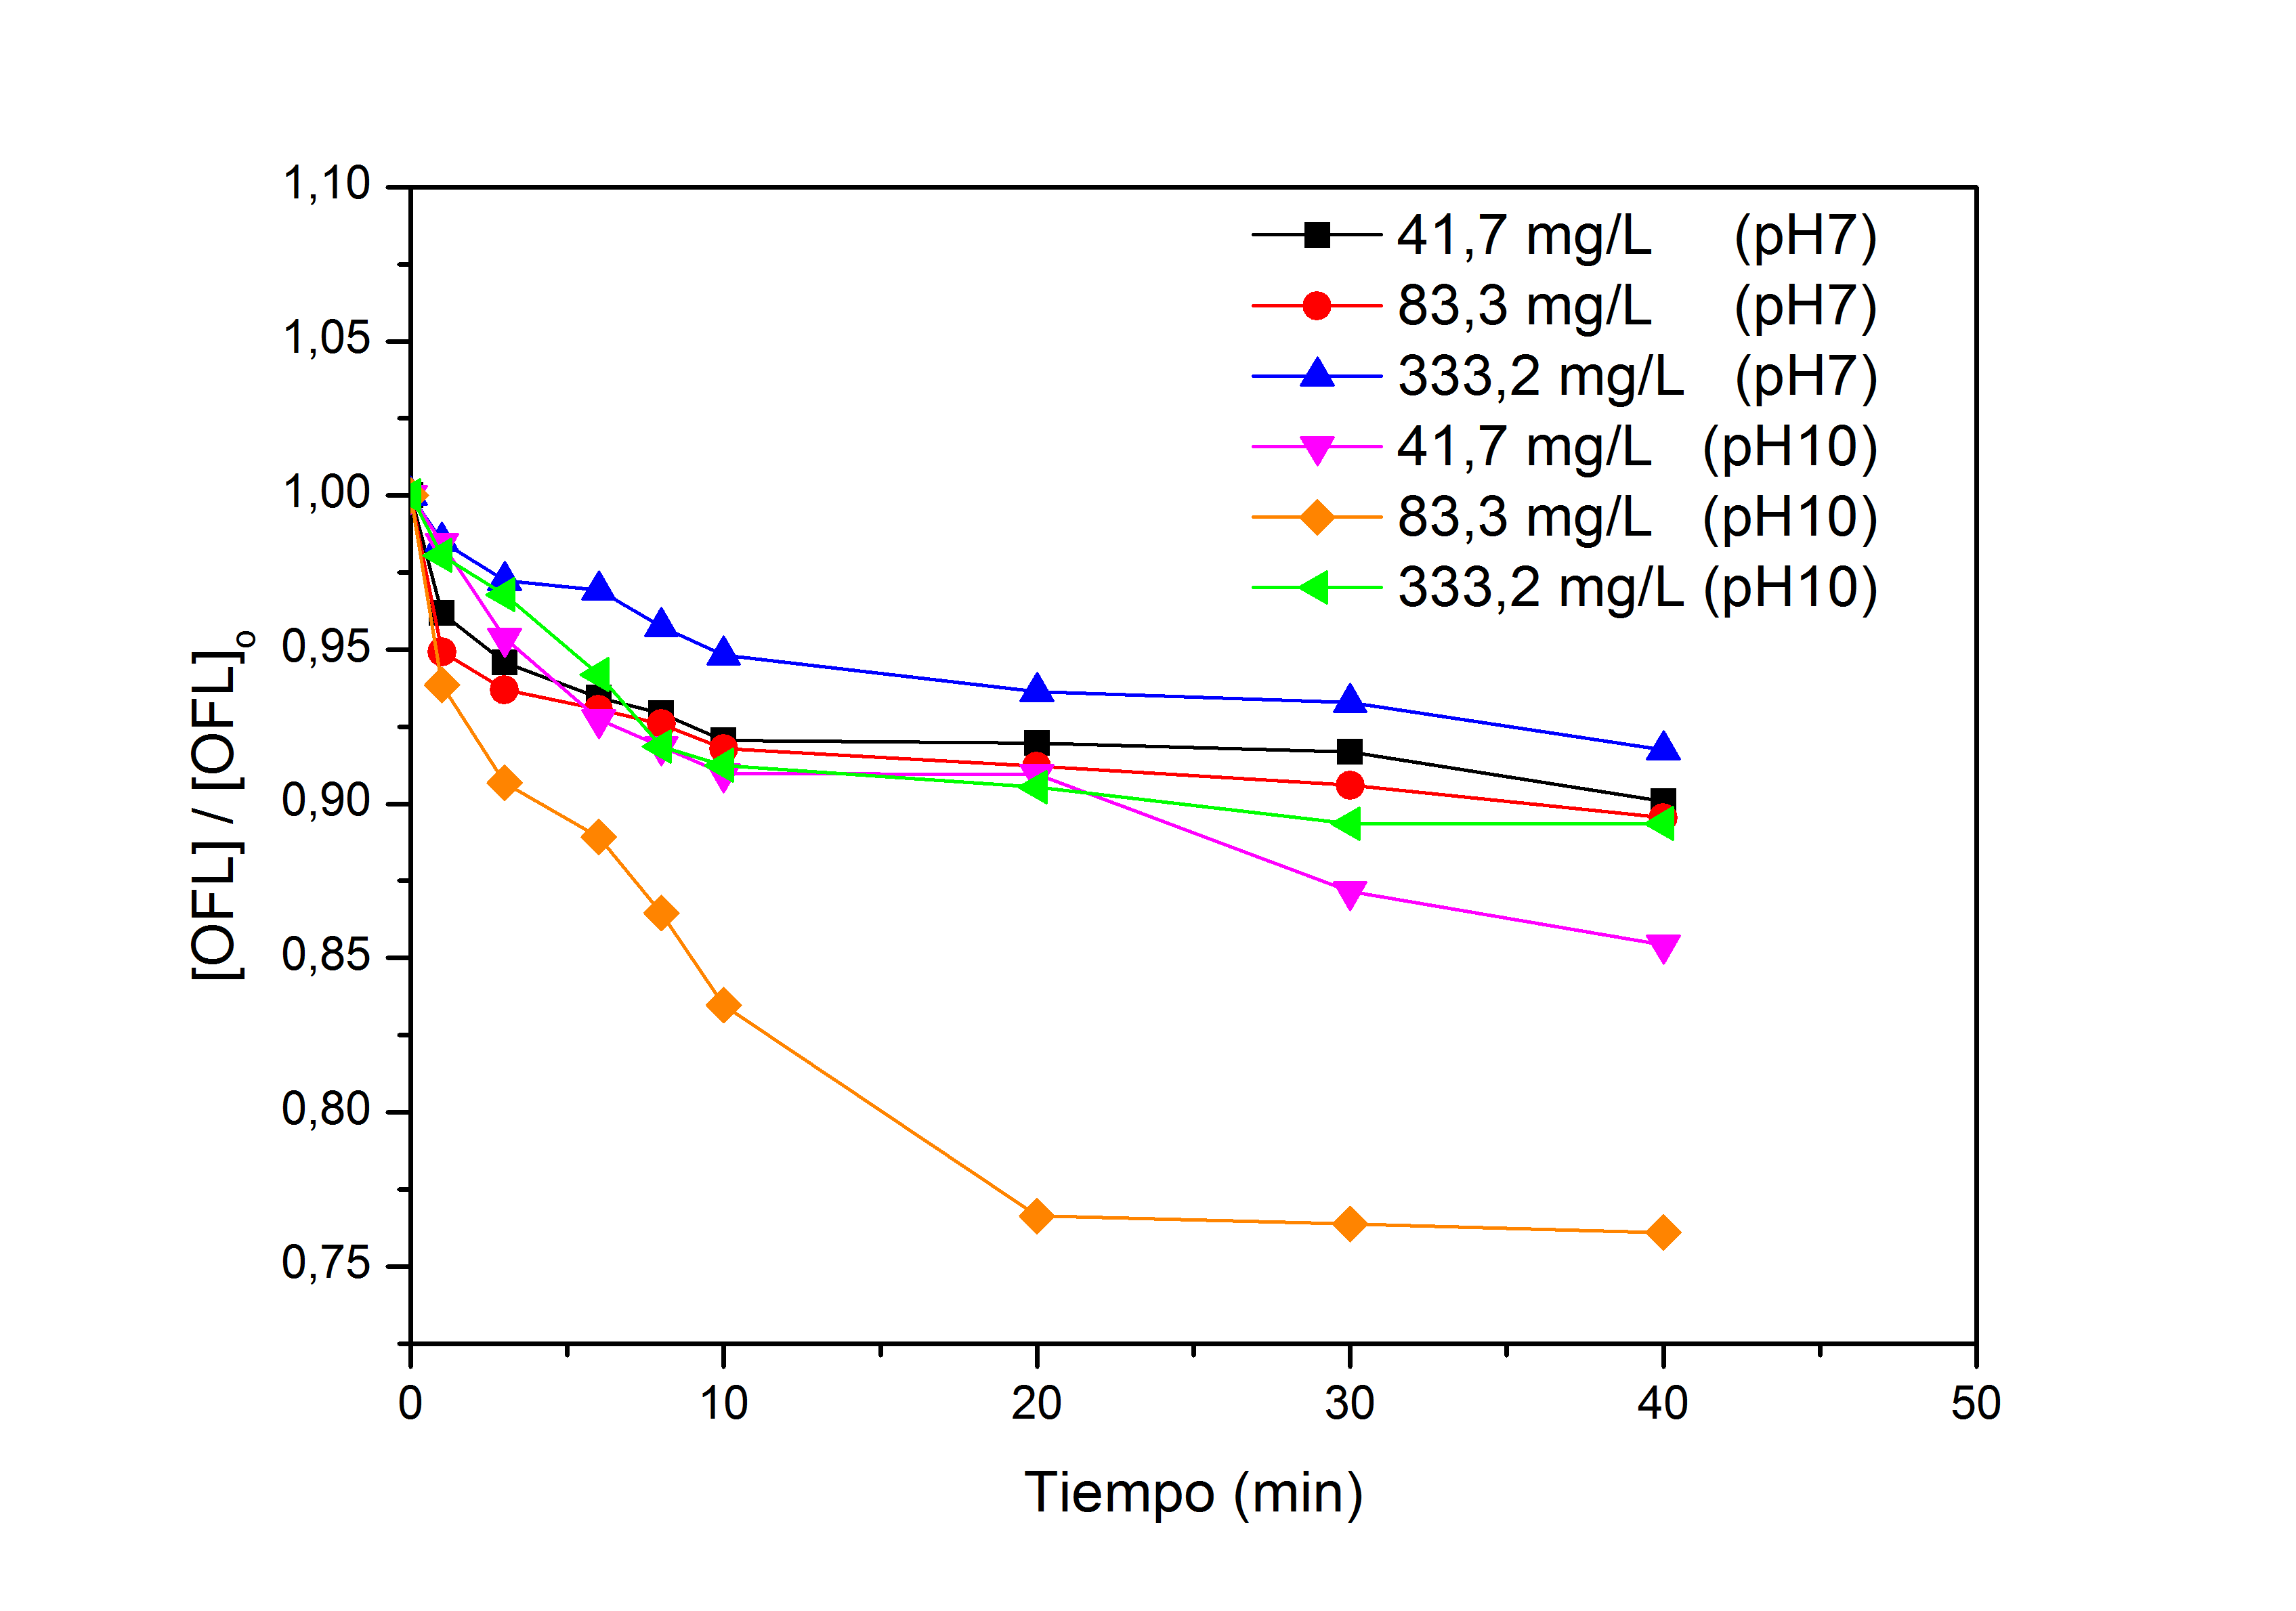 1,10
1,05
1,00
0,95
0,90
0,85
0,80
0,75
[OFL] / [OFL]o
41,7 mg/L (pH7)
83,3 mg/L (pH7)
333,2 mg/L (pH7)
41,7 mg/L (pH10)
83,3 mg/L (pH10)
333,2 mg/L (pH10)
0 10 20 30 40 50
Tiempo (min)